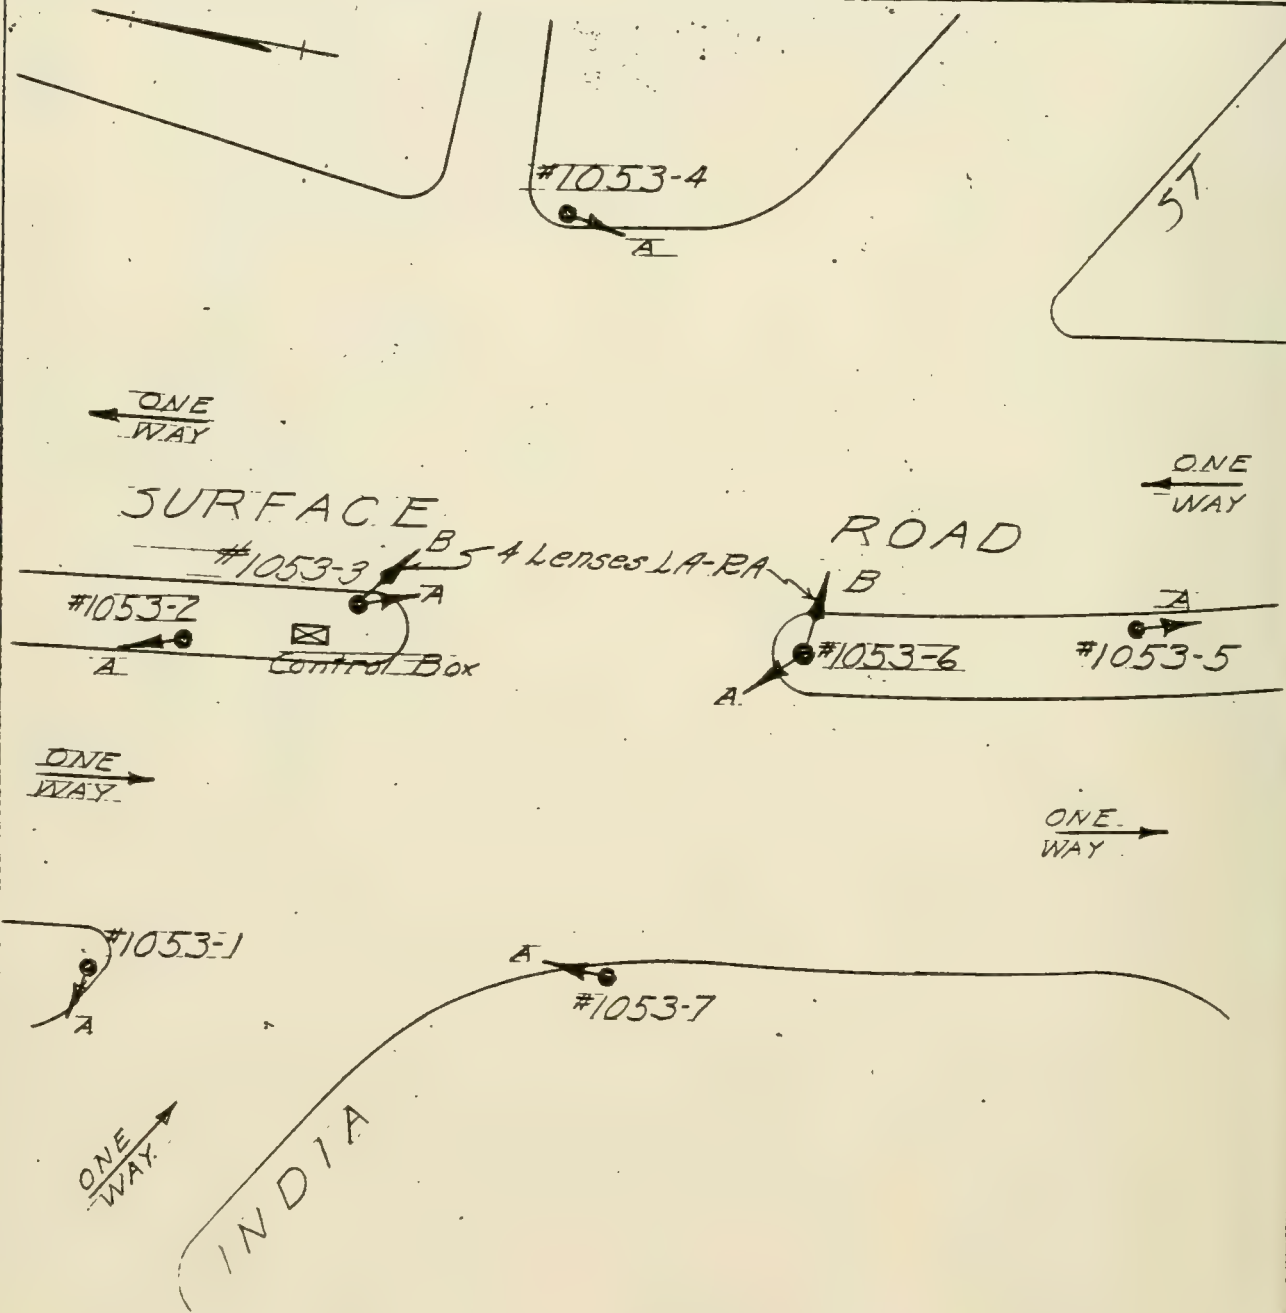 #1053-4
A
ST
ONE
WAY
ONE
WAY
SURFACE
ROAD
#1053-3
B
4 Lenses LA-RA
B
A
#1053-2
A
Control Box
#1053-6
A
A
#1053-5
ONE
WAY
ONE
WAY
#1053-1
A
A
#1053-7
ONE
WAY
INDIA